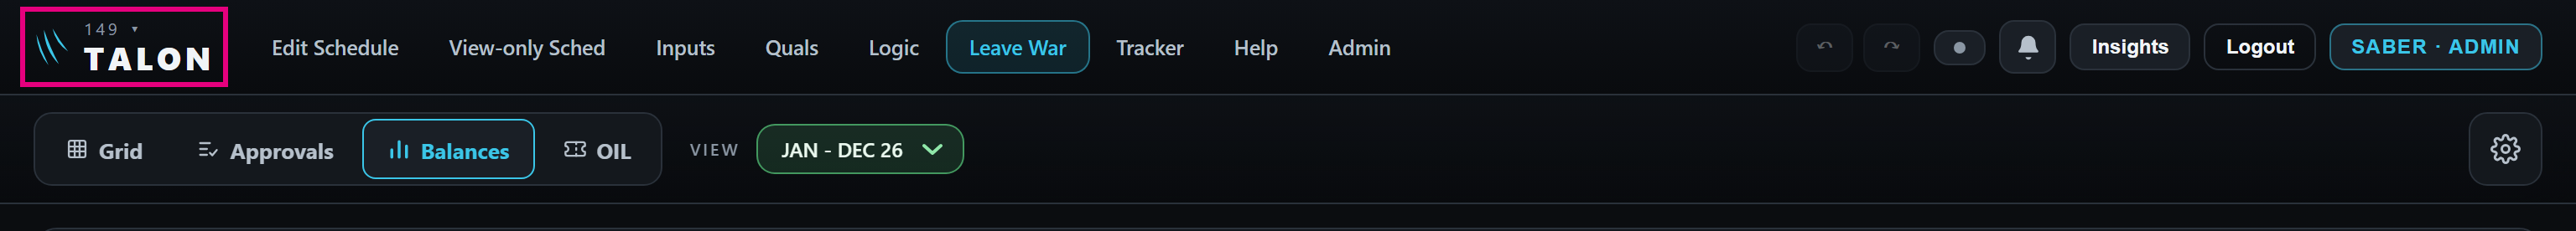 149
TALON
Edit Schedule
View-only Sched
Inputs
Quals
Logic
Leave War
Tracker
Help
Admin
Insights
Logout
SABER · ADMIN
Grid
Approvals
Balances
OIL
VIEW
JAN - DEC 26